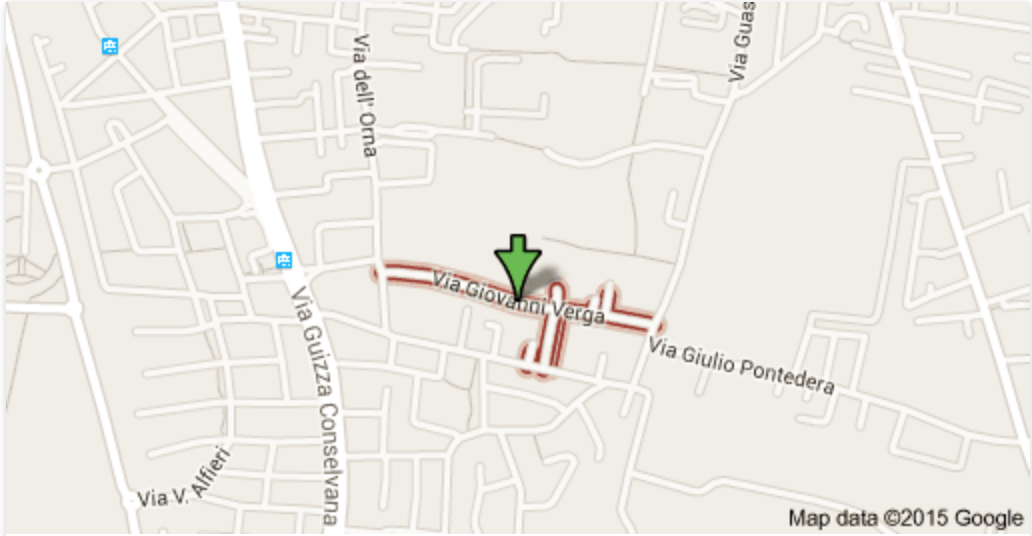 Via Guas
Via dell' Orna
Via Giovanni Verga
Via Giulio Pontedera
Via Guizza Conselvana
Via V. Alfieri
Map data ©2015 Google